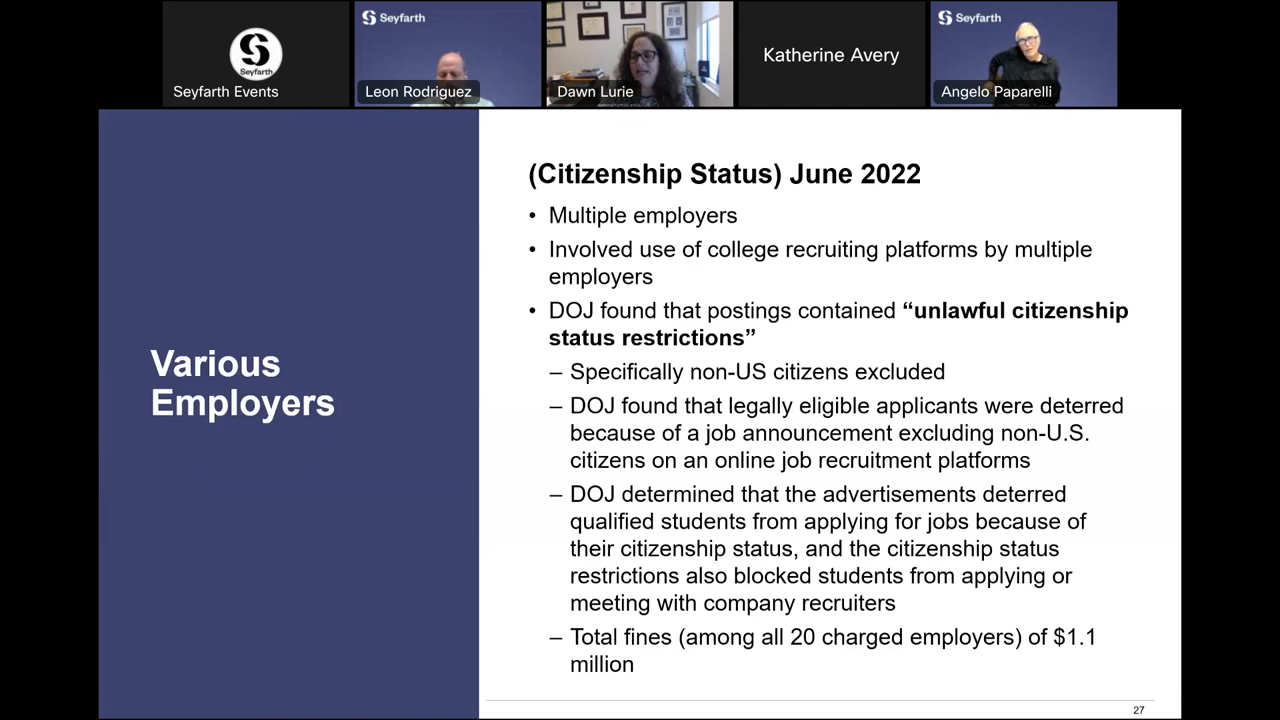 Seyfarth
Seyfarth Events
Seyfarth
Leon Rodriguez
Dawn Lurie
Katherine Avery
Seyfarth
Angelo Paparelli
Various
Employers
(Citizenship Status) June 2022
• Multiple employers
• Involved use of college recruiting platforms by multiple
employers
• DOJ found that postings contained “unlawful citizenship
status restrictions”
– Specifically non-US citizens excluded
– DOJ found that legally eligible applicants were deterred
because of a job announcement excluding non-U.S.
citizens on an online job recruitment platforms
– DOJ determined that the advertisements deterred
qualified students from applying for jobs because of
their citizenship status, and the citizenship status
restrictions also blocked students from applying or
meeting with company recruiters
– Total fines (among all 20 charged employers) of $1.1
million
27